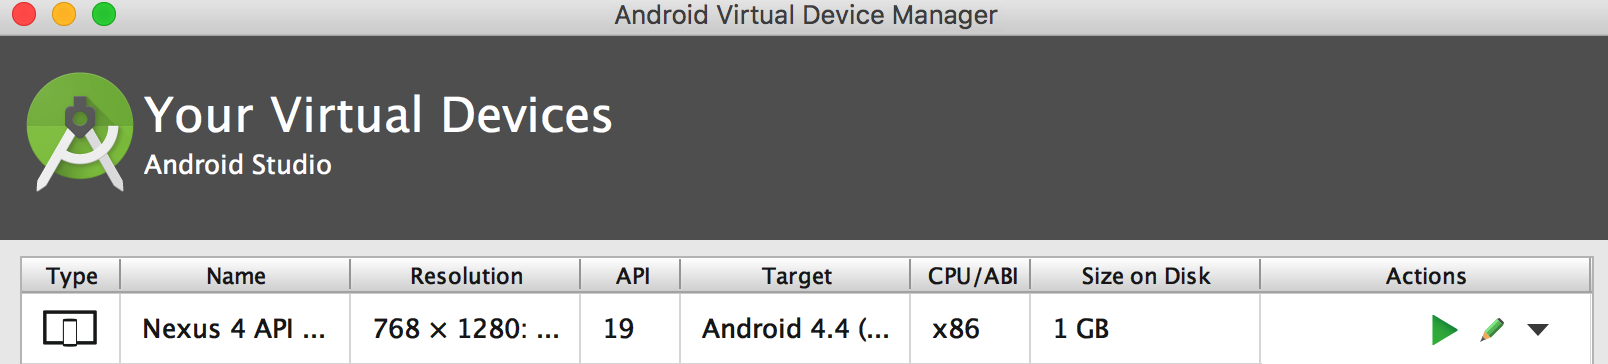 Android Virtual Device Manager
Your Virtual Devices
Android Studio
Type Name Resolution API Target CPU/ABI Size on Disk Actions
Nexus 4 API ... 768 × 1280: ... 19 Android 4.4 (... x86 1 GB